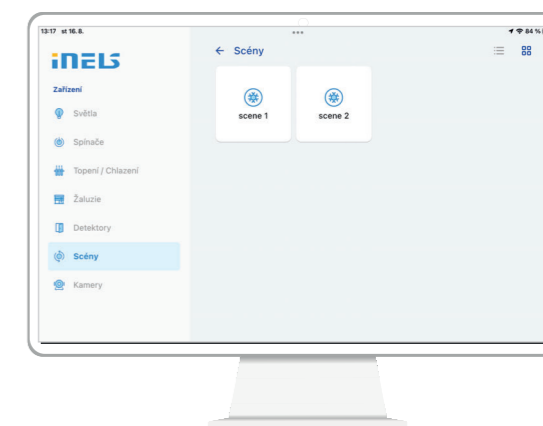 13:17 st 16. 8.
84 %
iNELS
← Scény
Zařízení
Světla
Spínače
Topení / Chlazení
Žaluzie
Detektory
Scény
Kamery
scene 1
scene 2